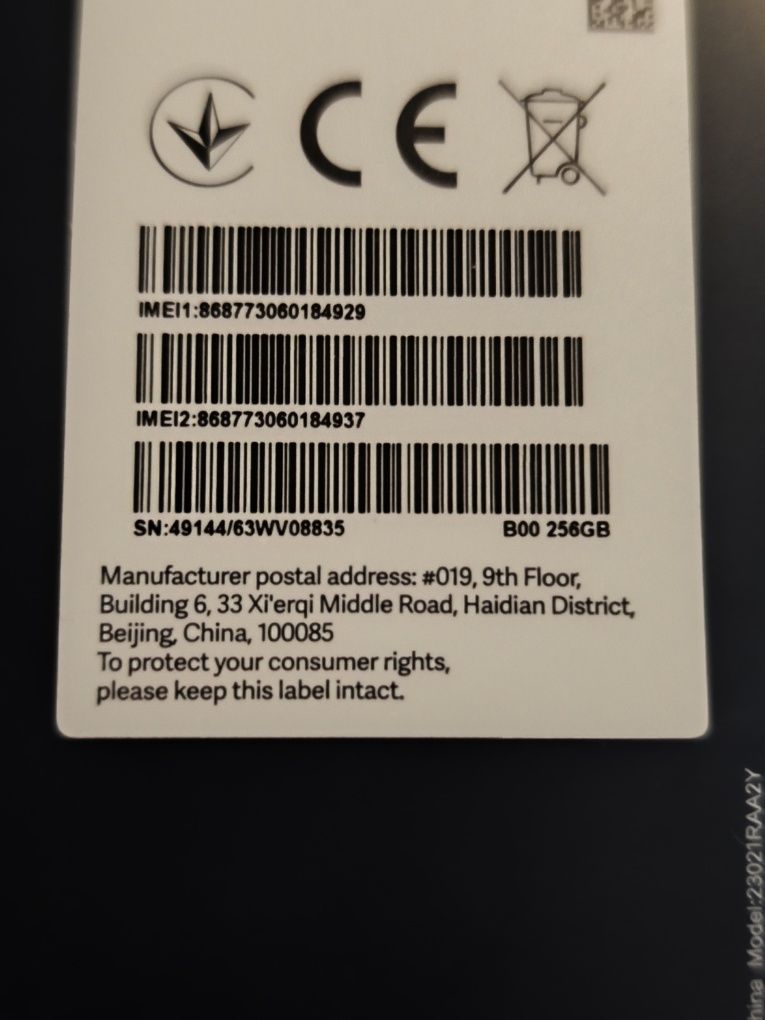 CE
IMEI1:868773060184929
IMEI2:868773060184937
SN:49144/63WV08835 B00 256GB
Manufacturer postal address: #019, 9th Floor,
Building 6, 33 Xi'erqi Middle Road, Haidian District,
Beijing, China, 100085
To protect your consumer rights,
please keep this label intact.
hina Model:23021RAA2Y